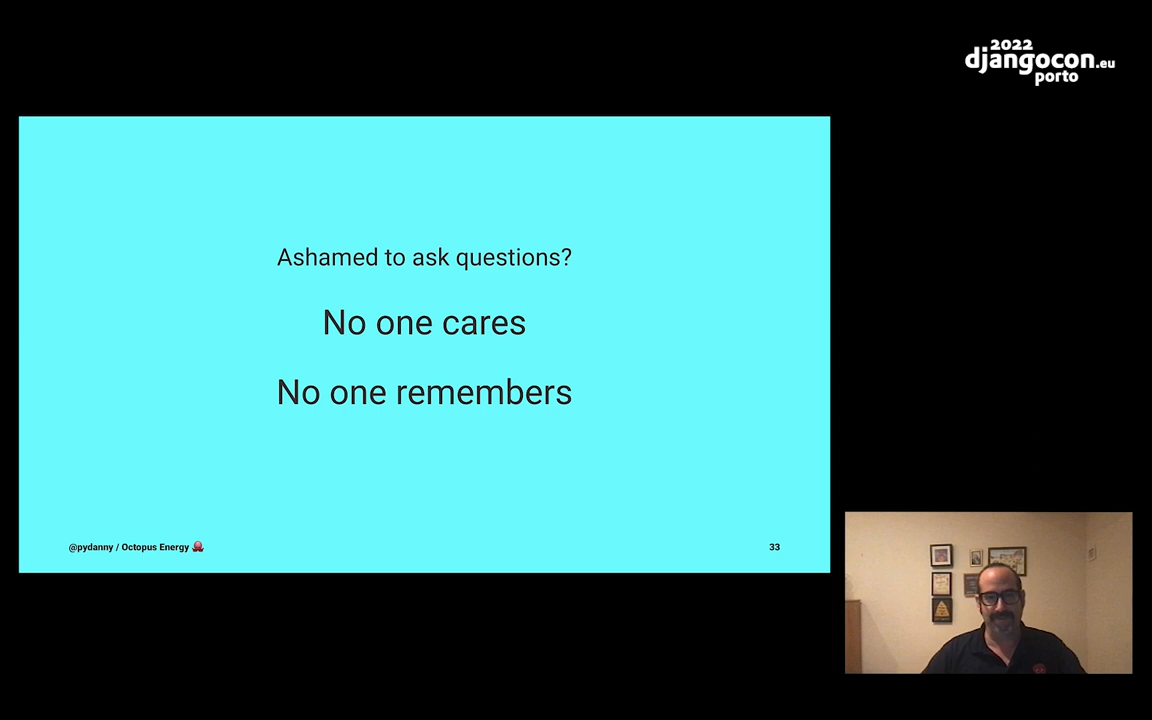 2022
djangocon.eu
porto
Ashamed to ask questions?
No one cares
No one remembers
@pydanny / Octopus Energy 🐙
33